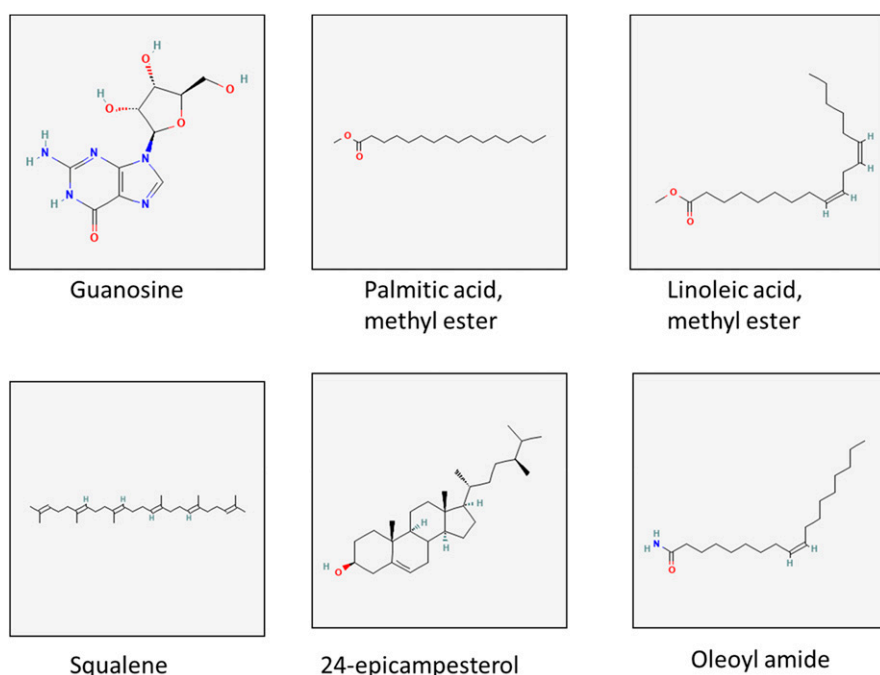 H
O
H
O
H
O
O
H
N
H
N
N
H
N
N
O
O
O
H
H
O
O
H
H
Guanosine
Palmitic acid,
methyl ester
Linoleic acid,
methyl ester
H
H
H
H
H
H
H
H
O
H
N
H
O
H
H
Squalene
24-epicampesterol
Oleoyl amide